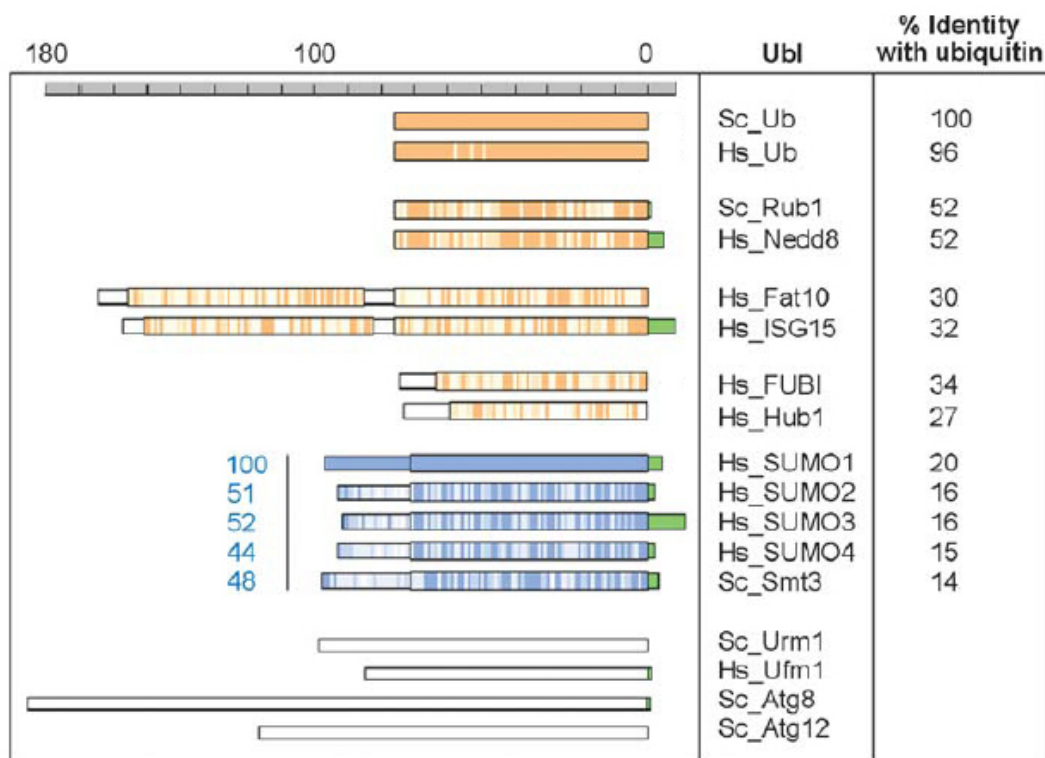 180 100 0 Ubl % Identity with ubiquitin
Sc_Ub 100
Hs_Ub 96
Sc_Rub1 52
Hs_Nedd8 52
Hs_Fat10 30
Hs_ISG15 32
Hs_FUBI 34
Hs_Hub1 27
100 Hs_SUMO1 20
51 Hs_SUMO2 16
52 Hs_SUMO3 16
44 Hs_SUMO4 15
48 Sc_Smt3 14
Sc_Urm1
Hs_Ufm1
Sc_Atg8
Sc_Atg12